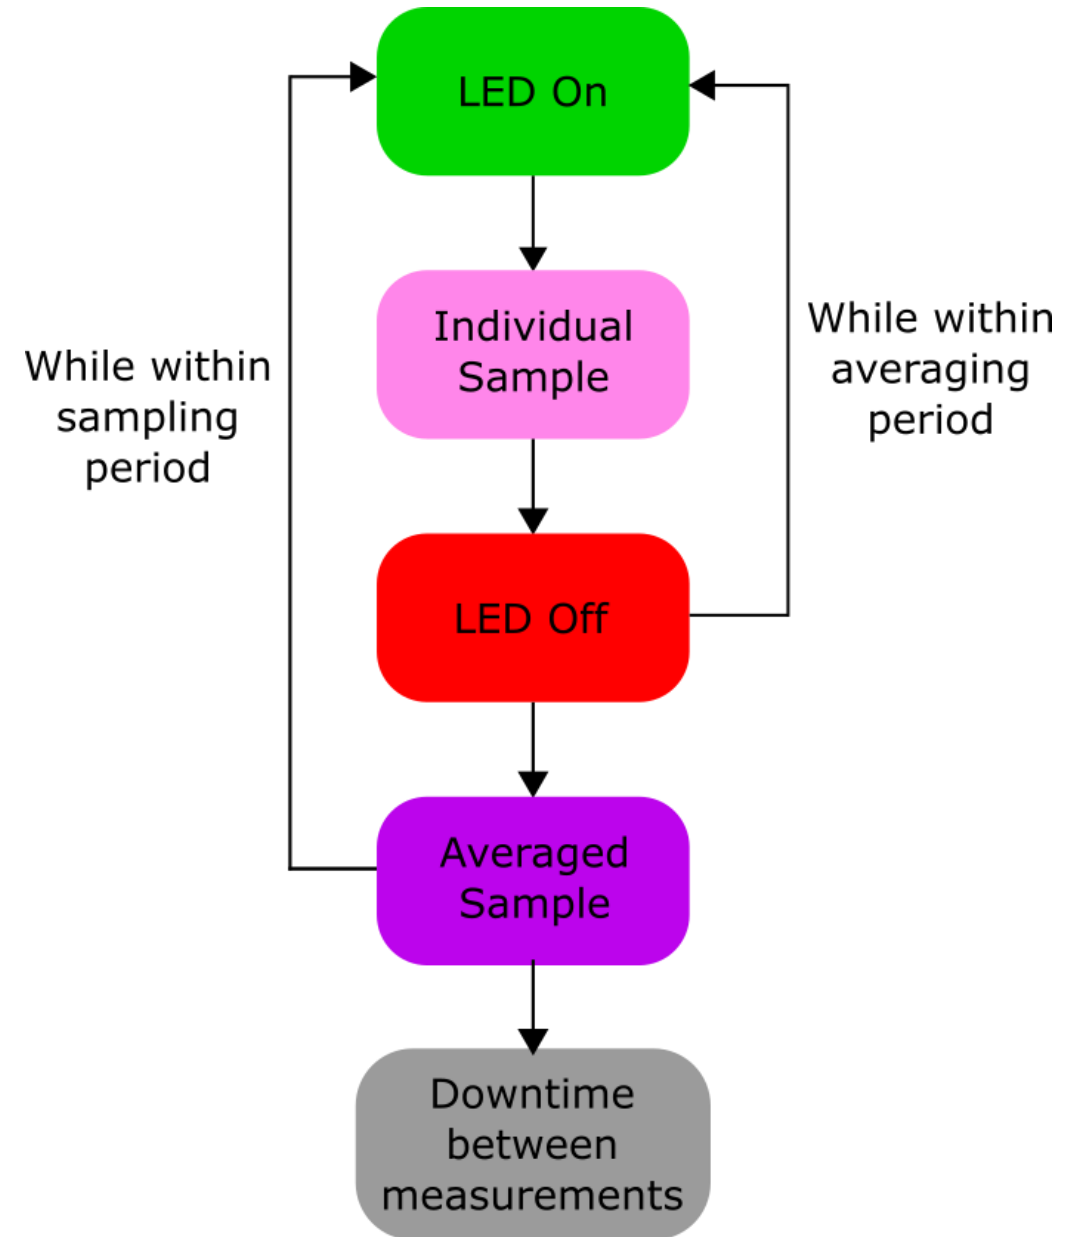 LED On
Individual
Sample
While within
averaging
period
While within
sampling
period
LED Off
Averaged
Sample
Downtime
between
measurements